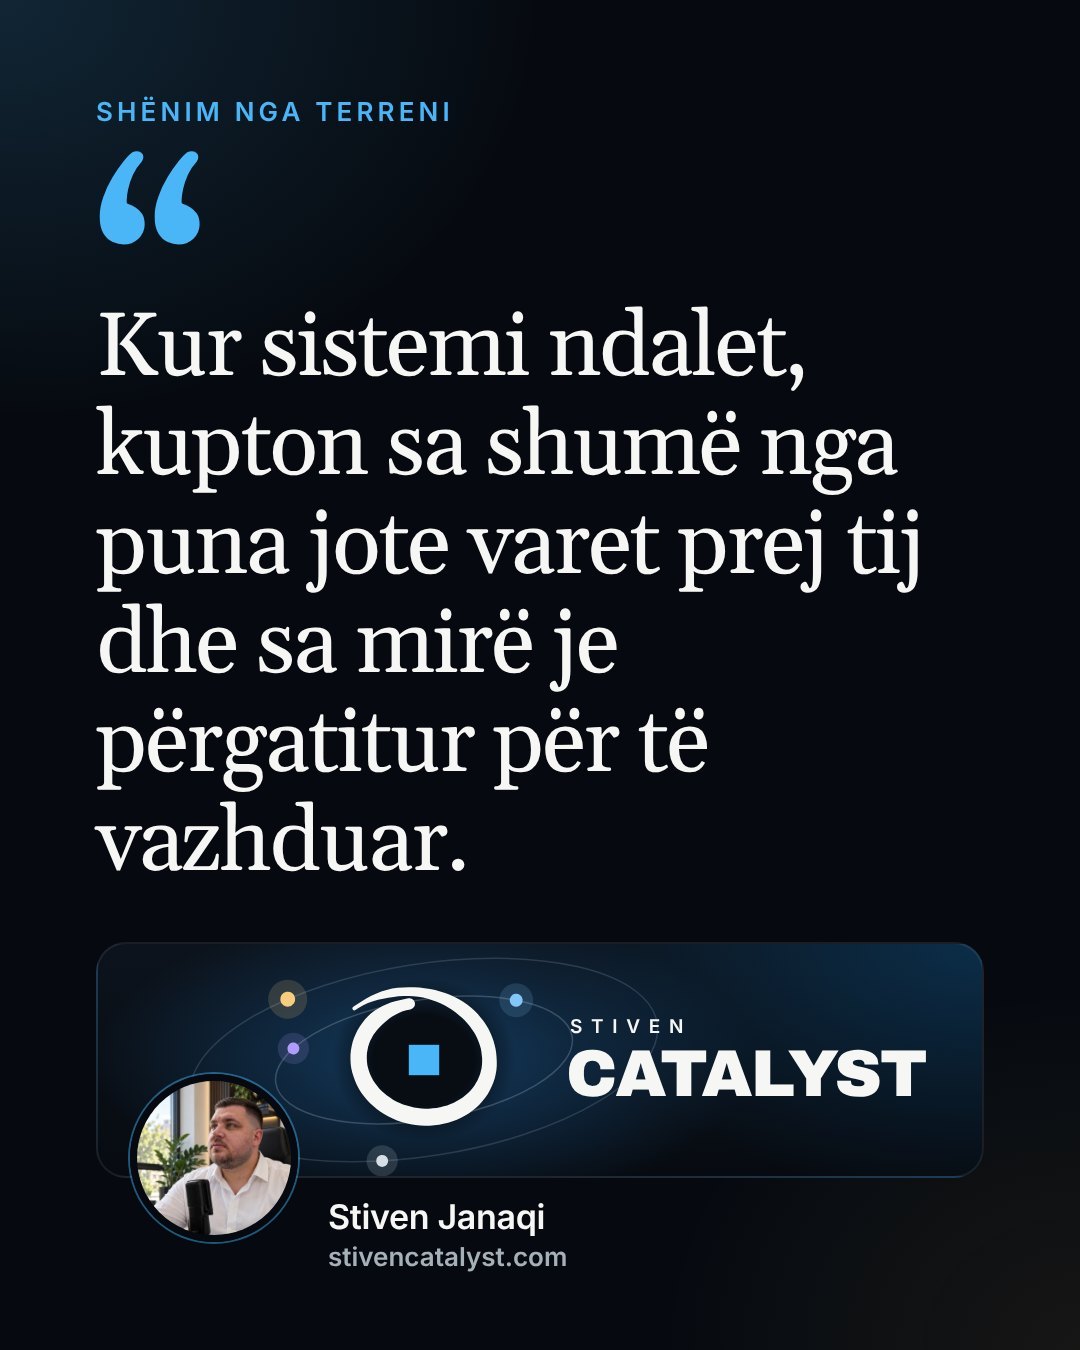 SHËNIM NGA TERRENI
“
Kur sistemi ndalet,
kupton sa shumë nga
puna jote varet prej tij
dhe sa mirë je
përgatitur për të
vazhduar.
STIVEN
CATALYST
Stiven Janaqi
stivencatalyst.com